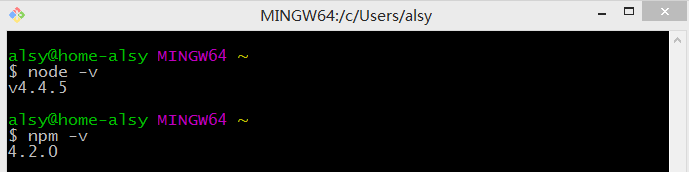 MINGW64:/c/Users/alsy
alsy@home-alsy MINGW64 ~
$ node -v
v4.4.5
alsy@home-alsy MINGW64 ~
$ npm -v
4.2.0